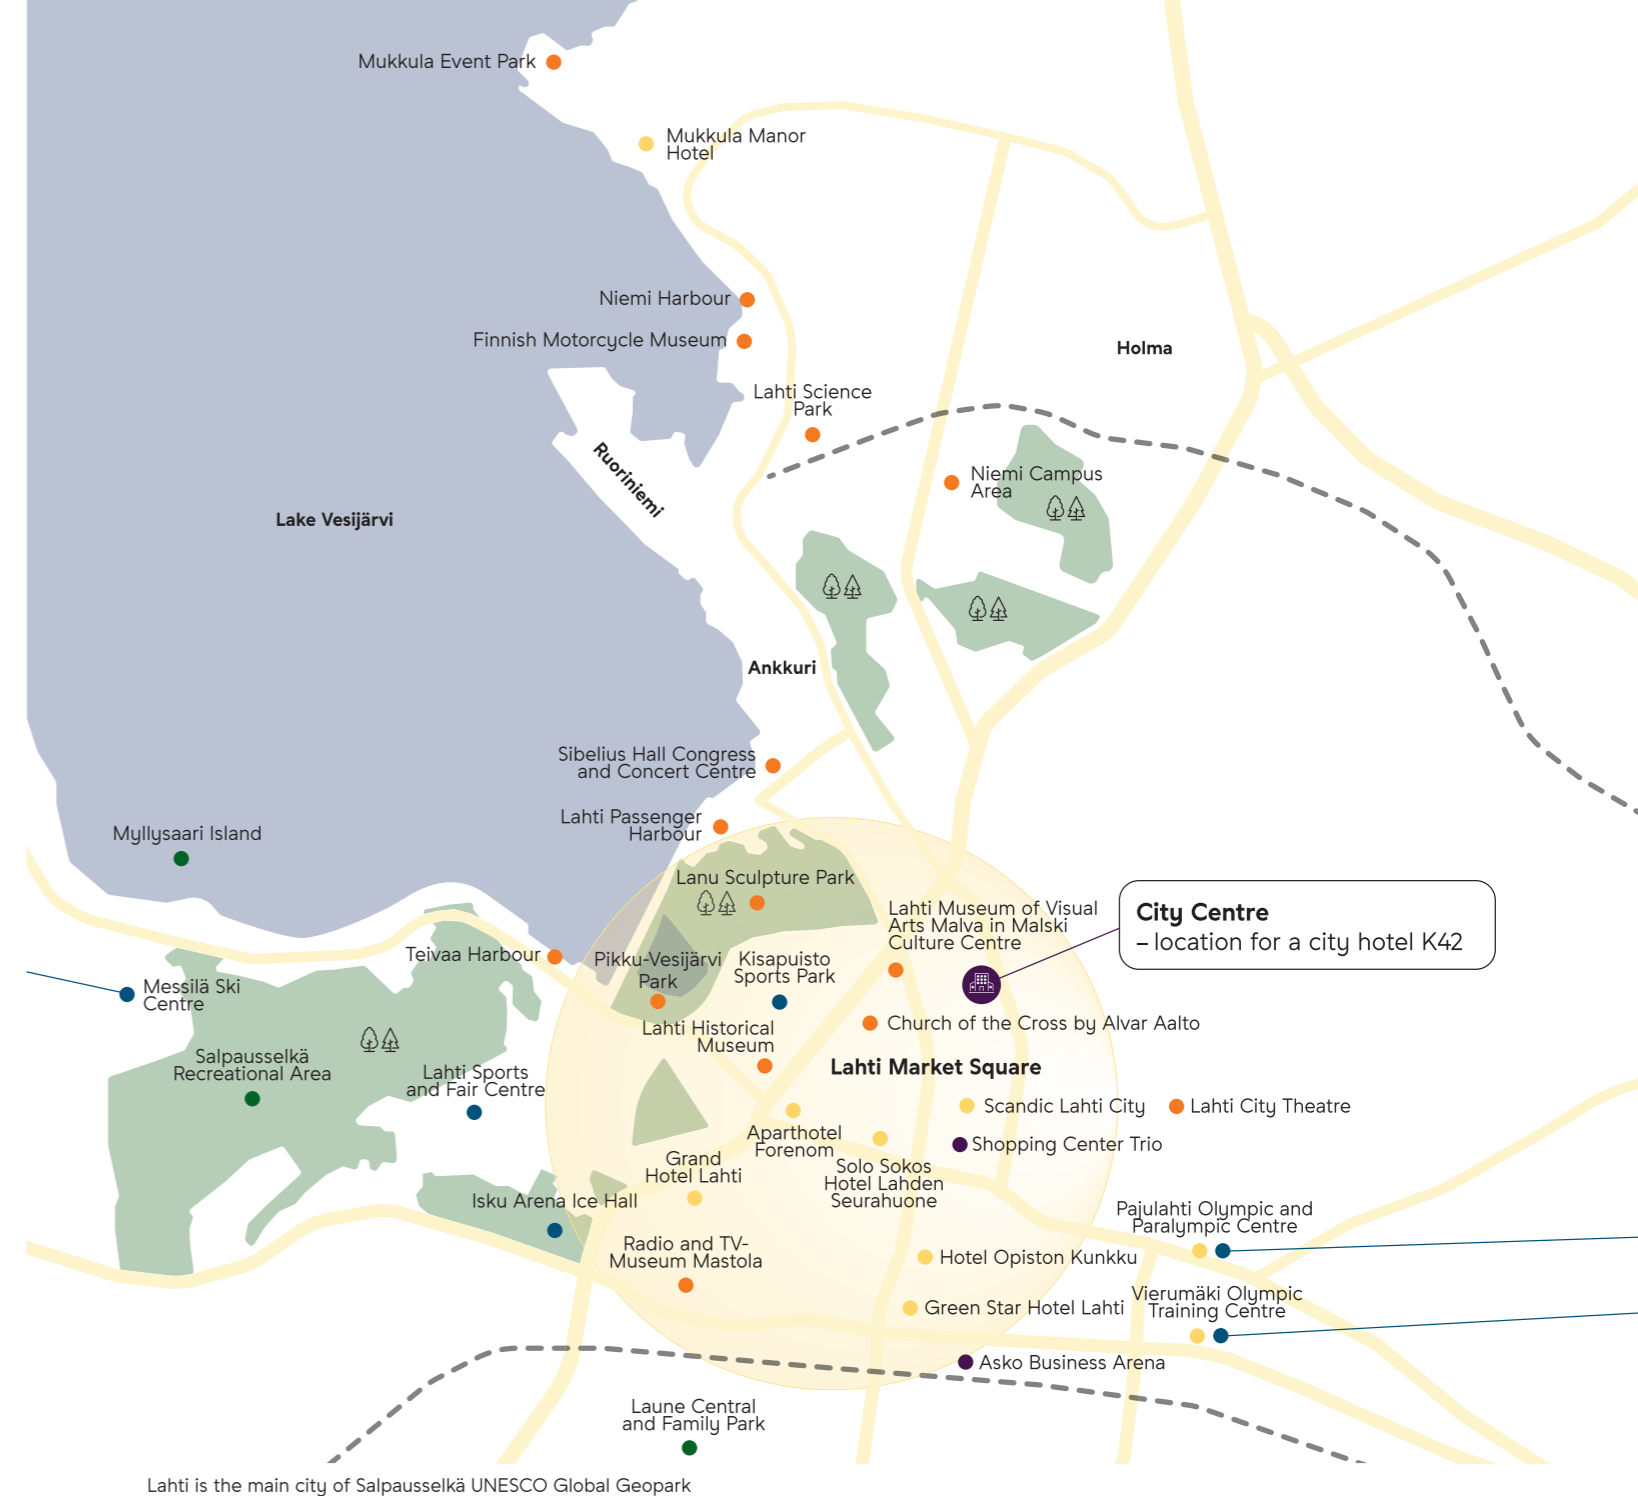 Mukkula Event Park
Mukkula Manor
Hotel
Niemi Harbour
Finnish Motorcycle Museum
Holma
Lahti Science
Park
Ruoriniemi
Niemi Campus
Area
Lake Vesijärvi
Ankkuri
Sibelius Hall Congress
and Concert Centre
Lahti Passenger
Harbour
Myllysaari Island
Lanu Sculpture Park
Lahti Museum of Visual
Arts Malva in Malski
Culture Centre
City Centre
– location for a city hotel K42
Teivaa Harbour
Pikku-Vesijärvi
Park
Kisapuisto
Sports Park
Messilä Ski
Centre
Lahti Historical
Museum
Church of the Cross by Alvar Aalto
Salpausselkä
Recreational Area
Lahti Sports
and Fair Centre
Lahti Market Square
Scandic Lahti City
Lahti City Theatre
Aparthotel
Forenom
Shopping Center Trio
Grand
Hotel Lahti
Solo Sokos
Hotel Lahden
Seurahuone
Isku Arena Ice Hall
Pajulahti Olympic and
Paralympic Centre
Radio and TV-
Museum Mastola
Hotel Opiston Kunkku
Green Star Hotel Lahti
Vierumäki Olympic
Training Centre
Asko Business Arena
Laune Central
and Family Park
Lahti is the main city of Salpausselkä UNESCO Global Geopark